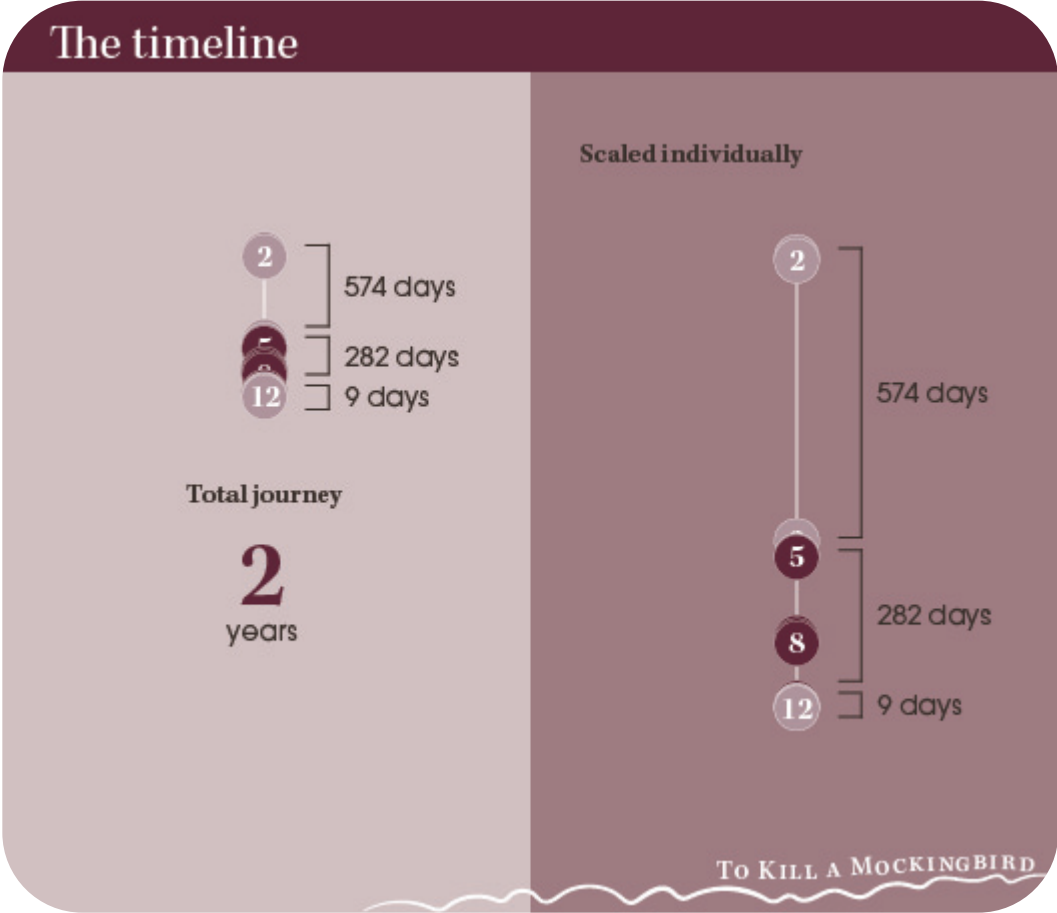 The timeline
2
574 days
5
282 days
12
9 days
Total journey
2
years
Scaled individually
2
574 days
5
282 days
8
12
9 days
TO KILL A MOCKINGBIRD